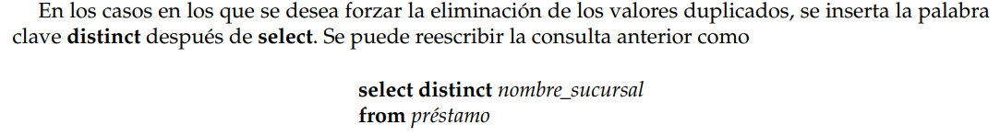 En los casos en los que se desea forzar la eliminación de los valores duplicados, se inserta la palabra
clave distinct después de select. Se puede reescribir la consulta anterior como
select distinct nombre_sucursal
from préstamo